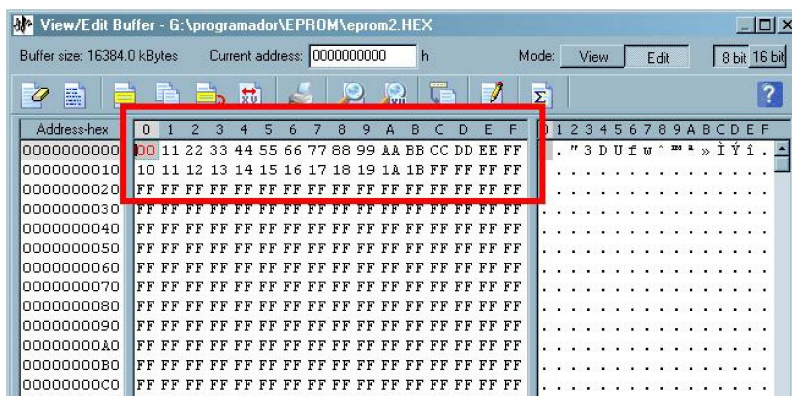 View/Edit Buffer - G:\programador\EPROM\eprom2.HEX
Buffer size: 16384.0 kBytes Current address: 0000000000 h Mode: View Edit 8 bit 16 bit
Address-hex 0 1 2 3 4 5 6 7 8 9 A B C D E F 0 1 2 3 4 5 6 7 8 9 A B C D E F
0000000000 00 11 22 33 44 55 66 77 88 99 AA BB CC DD EE FF . " 3 D U f w ˆ ™ ª » Ì Ý î .
0000000010 10 11 12 13 14 15 16 17 18 19 1A 1B FF FF FF FF . . . . . . . . . . . . . . . .
0000000020 FF FF FF FF FF FF FF FF FF FF FF FF FF FF FF FF . . . . . . . . . . . . . . . .
0000000030 FF FF FF FF FF FF FF FF FF FF FF FF FF FF FF FF . . . . . . . . . . . . . . . .
0000000040 FF FF FF FF FF FF FF FF FF FF FF FF FF FF FF FF . . . . . . . . . . . . . . . .
0000000050 FF FF FF FF FF FF FF FF FF FF FF FF FF FF FF FF . . . . . . . . . . . . . . . .
0000000060 FF FF FF FF FF FF FF FF FF FF FF FF FF FF FF FF . . . . . . . . . . . . . . . .
0000000070 FF FF FF FF FF FF FF FF FF FF FF FF FF FF FF FF . . . . . . . . . . . . . . . .
0000000080 FF FF FF FF FF FF FF FF FF FF FF FF FF FF FF FF . . . . . . . . . . . . . . . .
0000000090 FF FF FF FF FF FF FF FF FF FF FF FF FF FF FF FF . . . . . . . . . . . . . . . .
00000000A0 FF FF FF FF FF FF FF FF FF FF FF FF FF FF FF FF . . . . . . . . . . . . . . . .
00000000B0 FF FF FF FF FF FF FF FF FF FF FF FF FF FF FF FF . . . . . . . . . . . . . . . .
00000000C0 FF FF FF FF FF FF FF FF FF FF FF FF FF FF FF FF . . . . . . . . . . . . . . . .